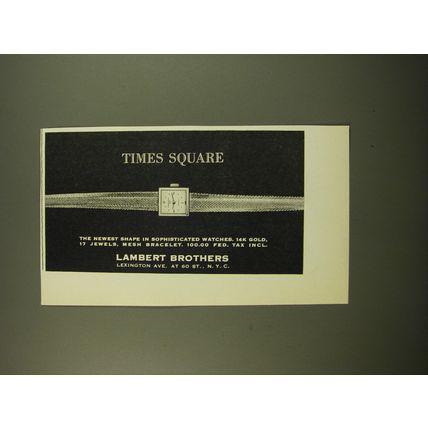 TIMES SQUARE
THE NEWEST SHAPE IN SOPHISTICATED WATCHES. 14K GOLD,
17 JEWELS. MESH BRACELET. 100.00 FED. TAX INCL.
LAMBERT BROTHERS
LEXINGTON AVE. AT 60 ST., N.Y.C.